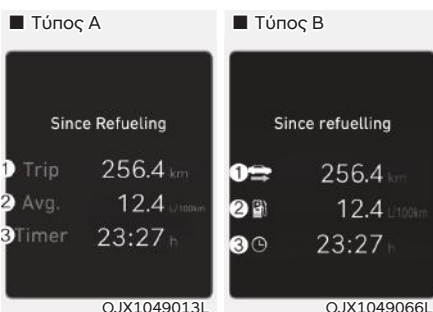 ■ Τύπος A
Since Refueling
1 Trip 256.4 km
2 Avg. 12.4 L/100km
3 Timer 23:27 h
OJX1049013L
■ Τύπος B
Since refuelling
1 256.4 km
2 12.4 L/100km
3 23:27 h
OJX1049066L